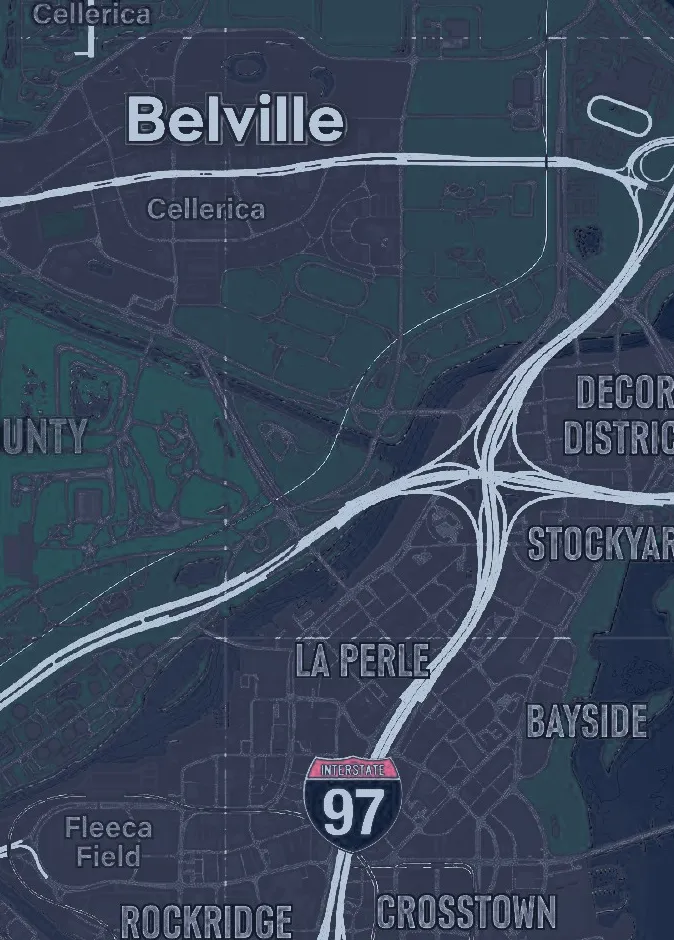 Cellerica
Belville
Cellerica
DECOR
DISTRIC
UNTY
STOCKYAR
LA PERLE
BAYSIDE
INTERSTATE
97
Fleeca
Field
ROCKRIDGE
CROSSTOWN